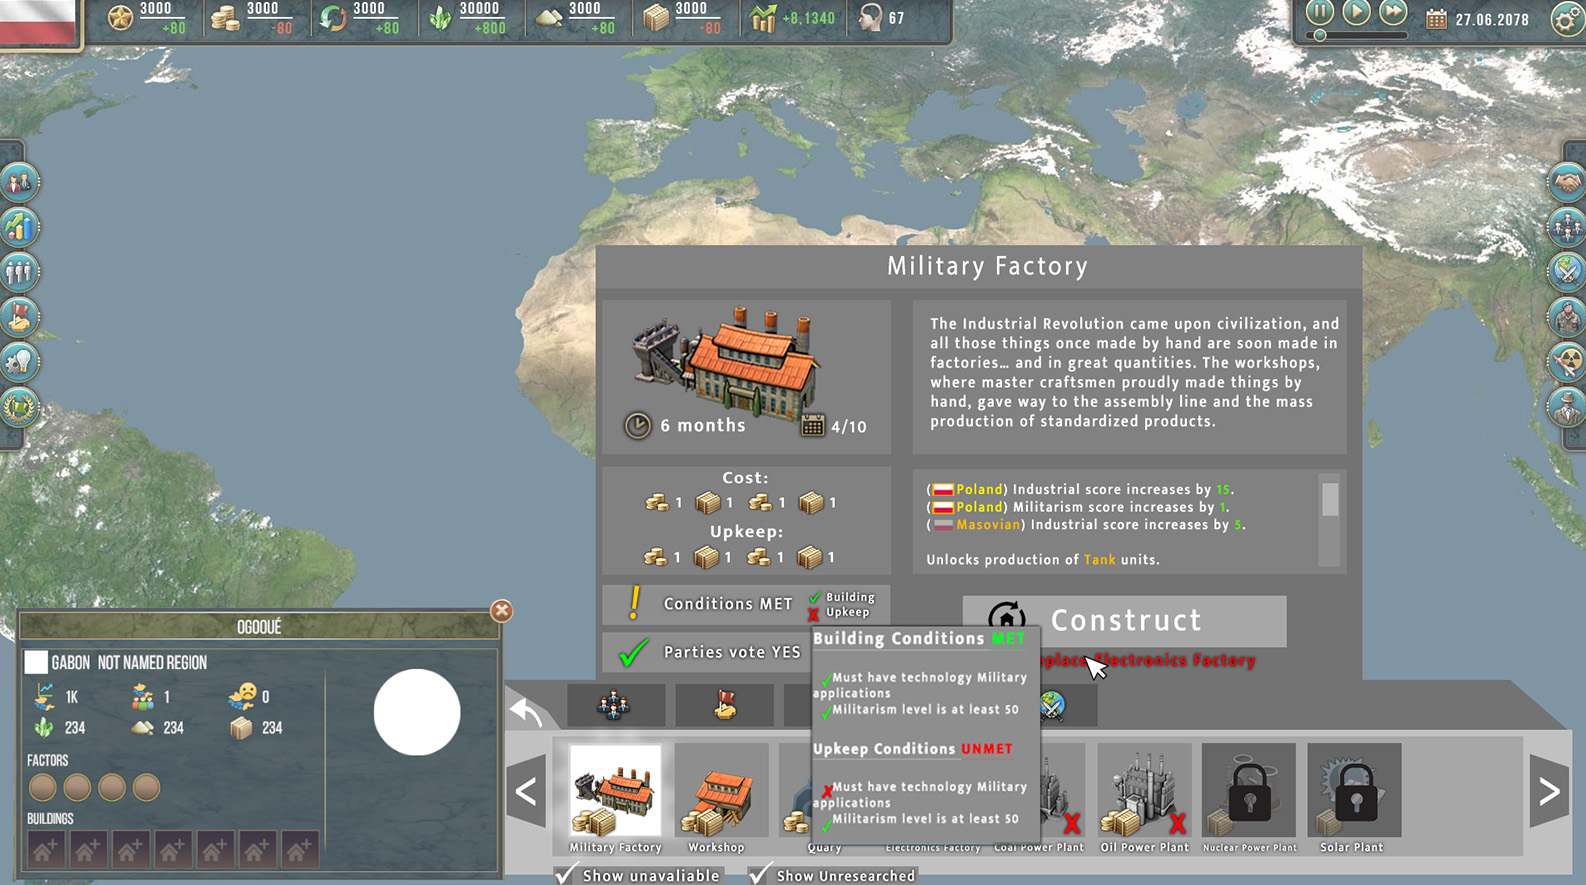 3000
+80
3000
-80
3000
+80
30000
+800
3000
+80
3000
-80
+8,1340
67
27.06.2078
Military Factory
6 months
4/10
The Industrial Revolution came upon civilization, and
all those things once made by hand are soon made in
factories... and in great quantities. The workshops,
where master craftsmen proudly made things by
hand, gave way to the assembly line and the mass
production of standardized products.
Cost:
1 1 1 1
Upkeep:
1 1 1 1
(Poland) Industrial score increases by 15.
(Poland) Militarism score increases by 1.
(Masovian) Industrial score increases by 5.
Unlocks production of Tank units.
Conditions MET
Building
Upkeep
Parties vote YES
Construct
Electronics Factory
Building Conditions MET
Must have technology Military
applications
Militarism level is at least 50
Upkeep Conditions UNMET
Must have technology Military
applications
Militarism level is at least 50
OGOOUÉ
GABON NOT NAMED REGION
1K 1 0
234 234 234
FACTORS
BUILDINGS
<
>
Military Factory
Workshop
Quary
Electronics Factory
Coal Power Plant
Oil Power Plant
Nuclear Power Plant
Solar Plant
Show unavaliable
Show Unresearched